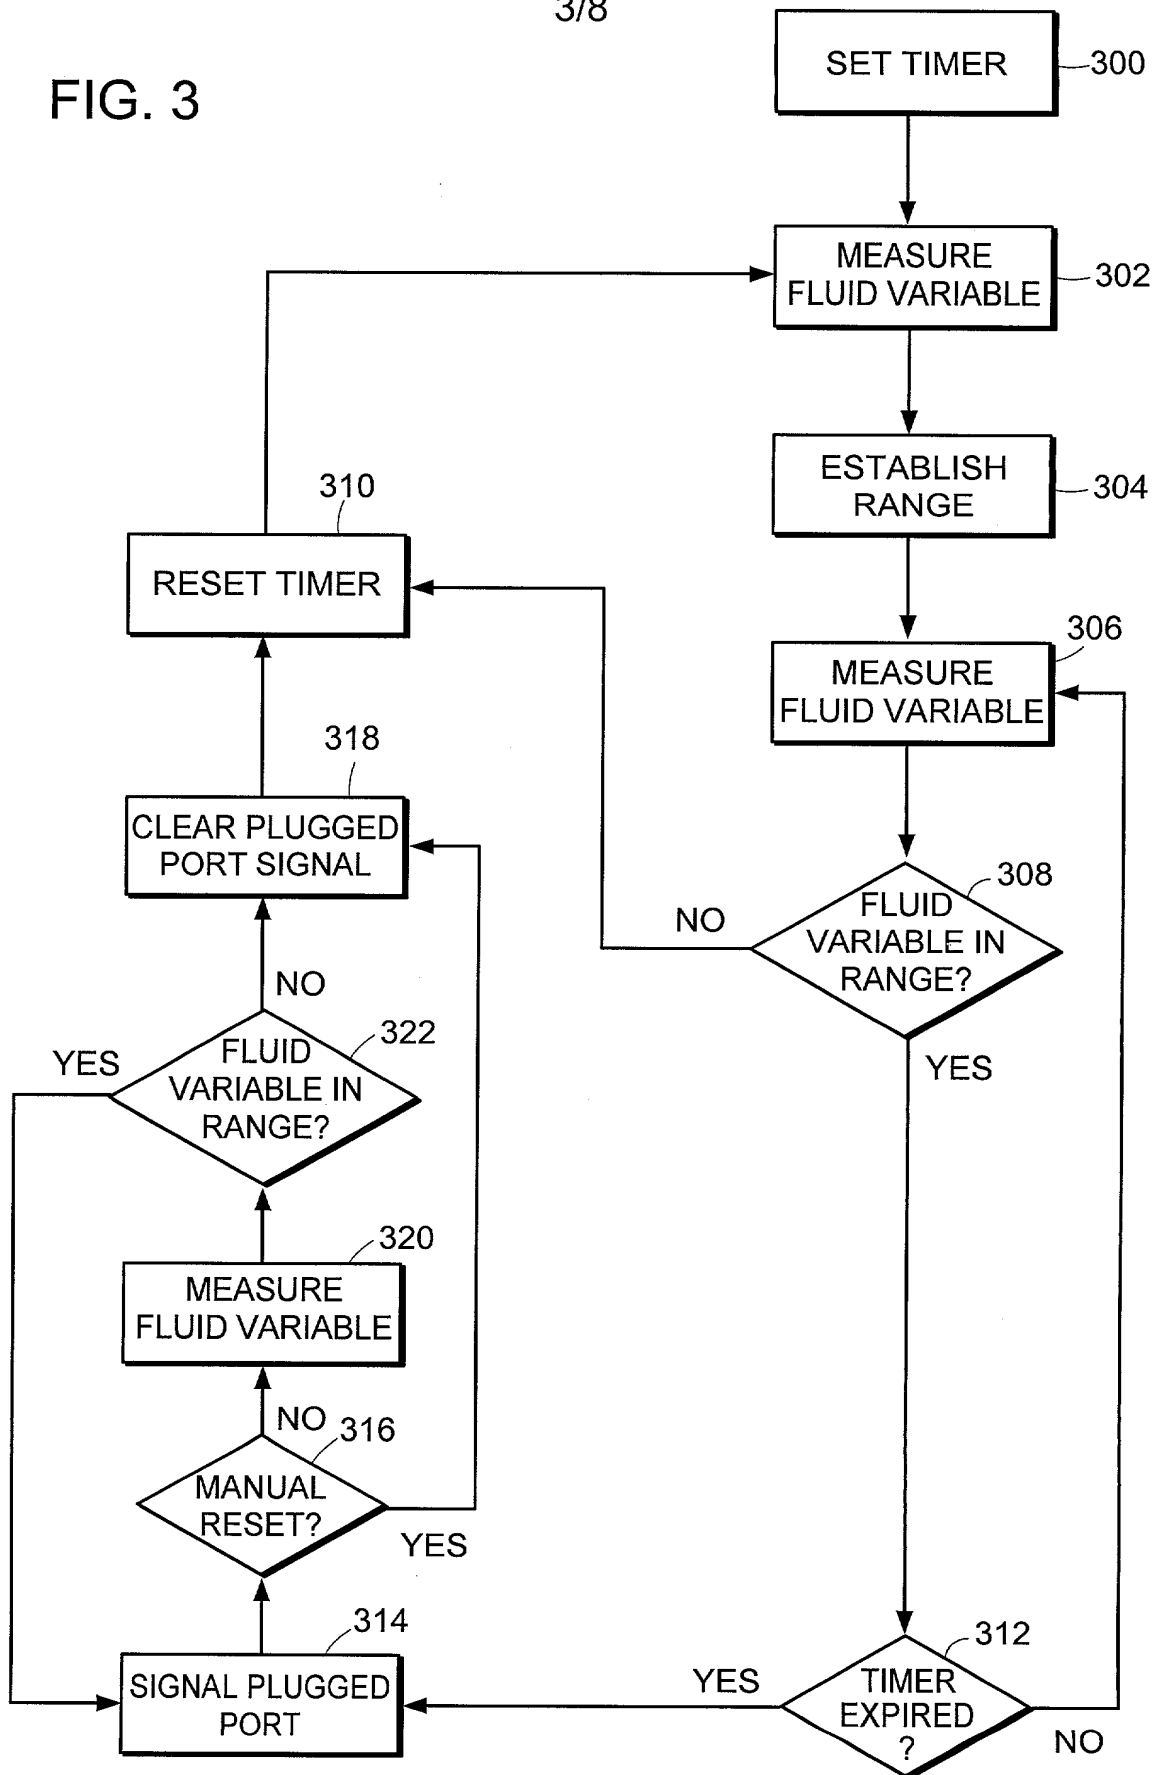 3/8
FIG. 3
SET TIMER
300
MEASURE
FLUID VARIABLE
302
ESTABLISH
RANGE
304
310
RESET TIMER
306
MEASURE
FLUID VARIABLE
318
CLEAR PLUGGED
PORT SIGNAL
308
FLUID
VARIABLE IN
RANGE?
NO
YES
NO
322
FLUID
VARIABLE IN
RANGE?
YES
320
MEASURE
FLUID VARIABLE
NO
316
MANUAL
RESET?
YES
314
SIGNAL PLUGGED
PORT
312
TIMER
EXPIRED
?
YES
NO